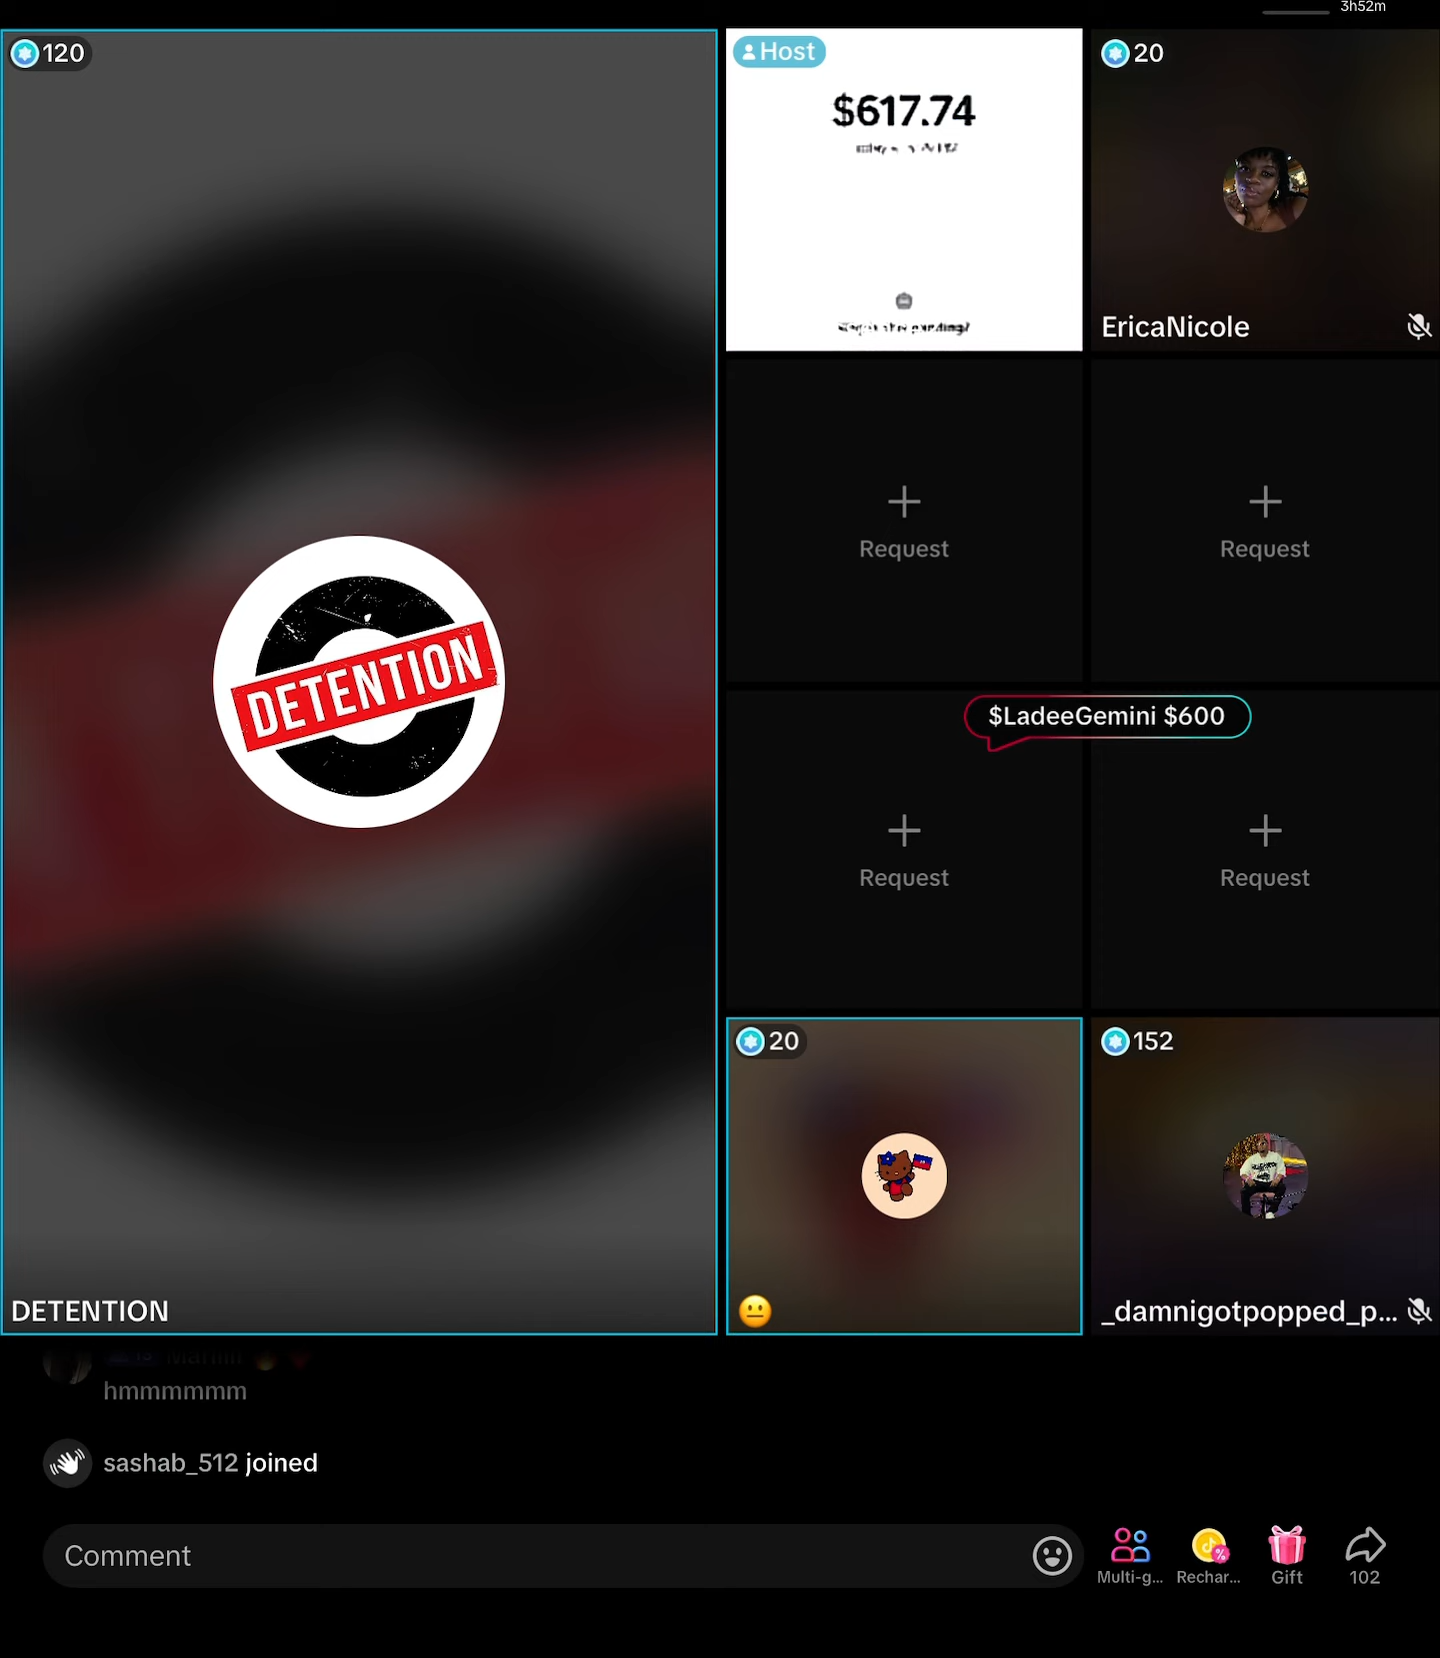 3h52m
120
DETENTION
DETENTION
Host
$617.74
20
EricaNicole
Request
Request
$LadeeGemini $600
Request
Request
20
152
_damnigotpopped_p...
hmmmmmm
sashab_512 joined
Comment
Multi-g...
Rechar...
Gift
102